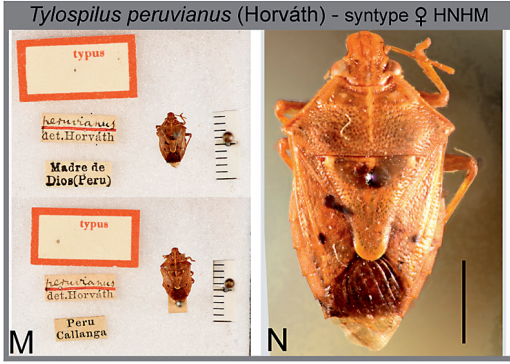 Tylospilus peruvianus (Horváth) - syntype ♀ HNHM
typus
peruvianus
det.Horváth
Madre de
Dios(Peru)
typus
peruvianus
det.Horváth
Peru
Callanga
M
N